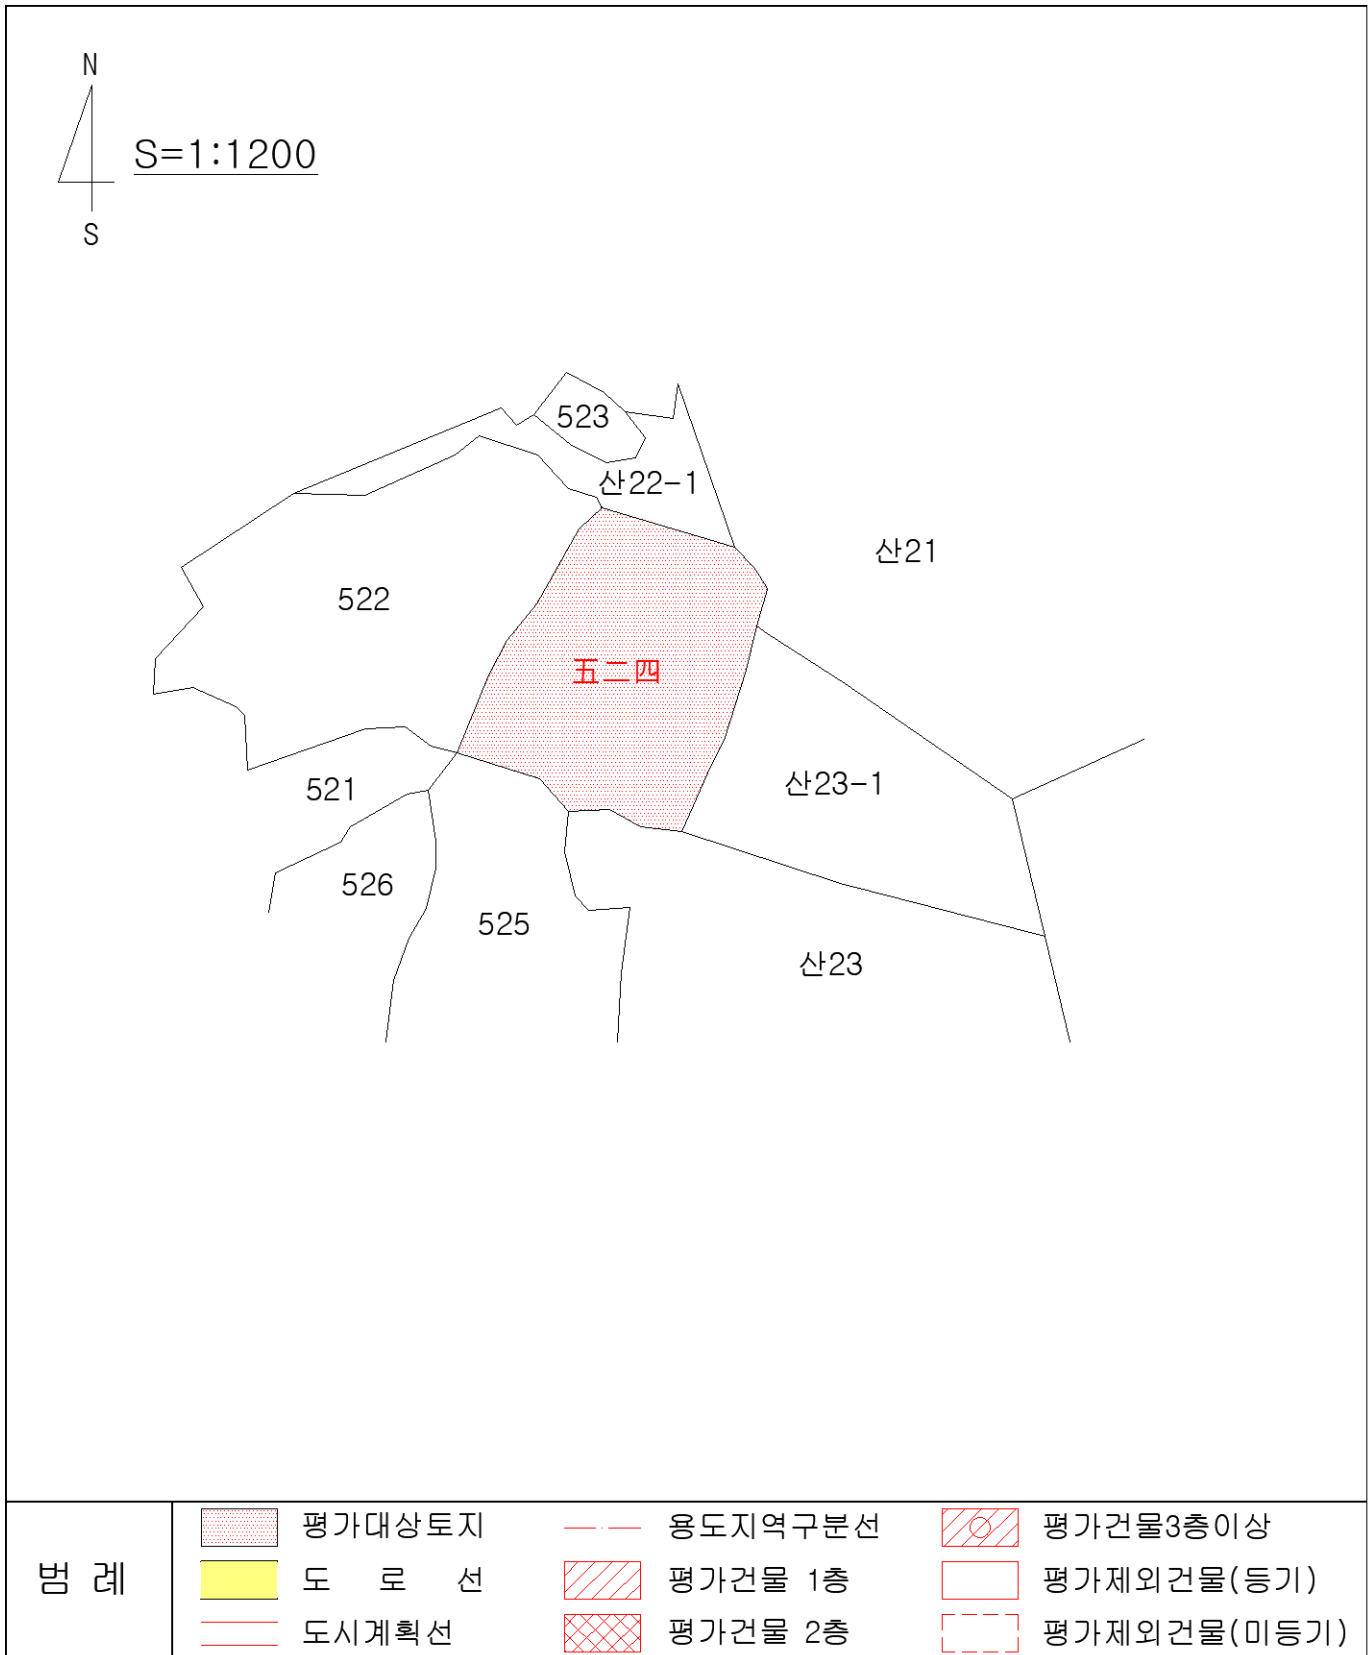 N
S=1:1200
S
523
산22-1
산21
522
五二四
산23-1
521
526
525
산23
범 례
평가대상토지
용도지역구분선
평가건물3층이상
도 로 선
평가건물 1층
평가제외건물(등기)
도시계획선
평가건물 2층
평가제외건물(미등기)